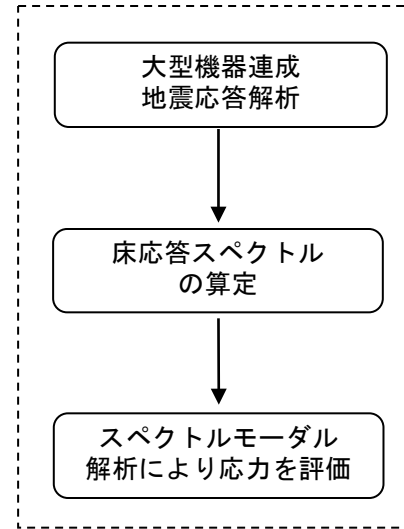 大型機器連成
地震応答解析
床応答スペクトル
の算定
スペクトルモーダル
解析により応力を評価